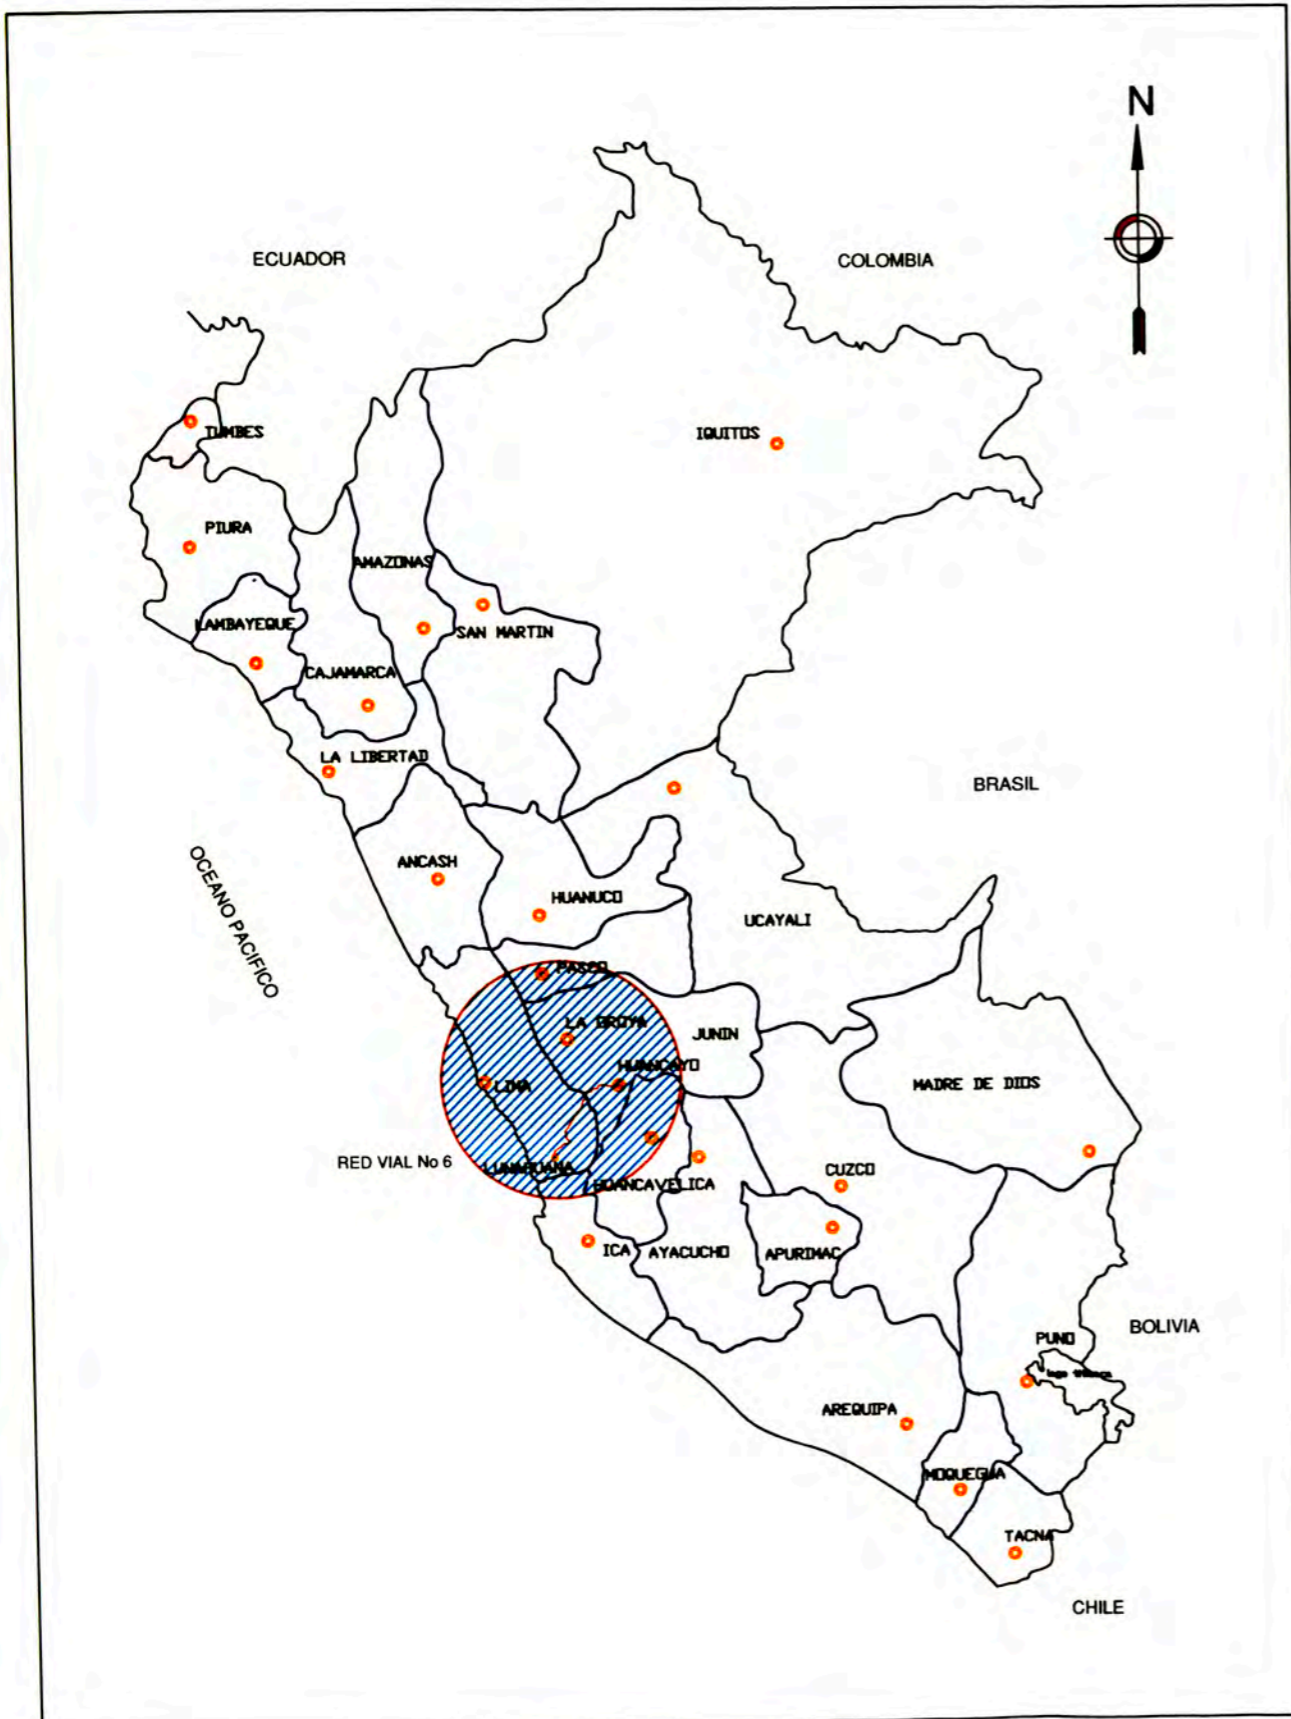 N
ECUADOR
COLOMBIA
TUMBES
IQUITOS
PIURA
AMAZONAS
LAMBAYEQUE
SAN MARTIN
CAJAMARCA
LA LIBERTAD
BRASIL
OCEANO PACIFICO
ANCASH
HUANUCO
UCAYALI
PASCO
LA OROYA
JUNIN
HUANCAYO
LIMA
MADRE DE DIOS
RED VIAL No 6
LUNAHUANA
CUZCO
HUANCAVELICA
ICA
AYACUCHO
APURIMAC
PUNO
BOLIVIA
lago titicaca
AREQUIPA
MOQUEGUA
TACNA
CHILE